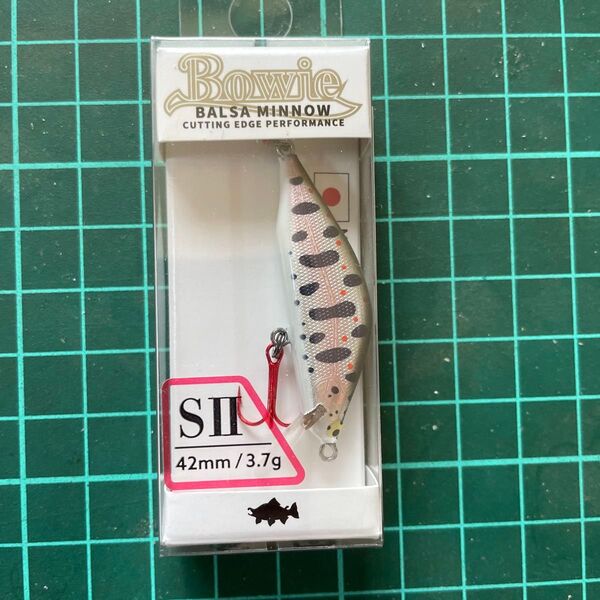 Bowie
BALSA MINNOW
CUTTING EDGE PERFORMANCE
SII
42mm/3.7g